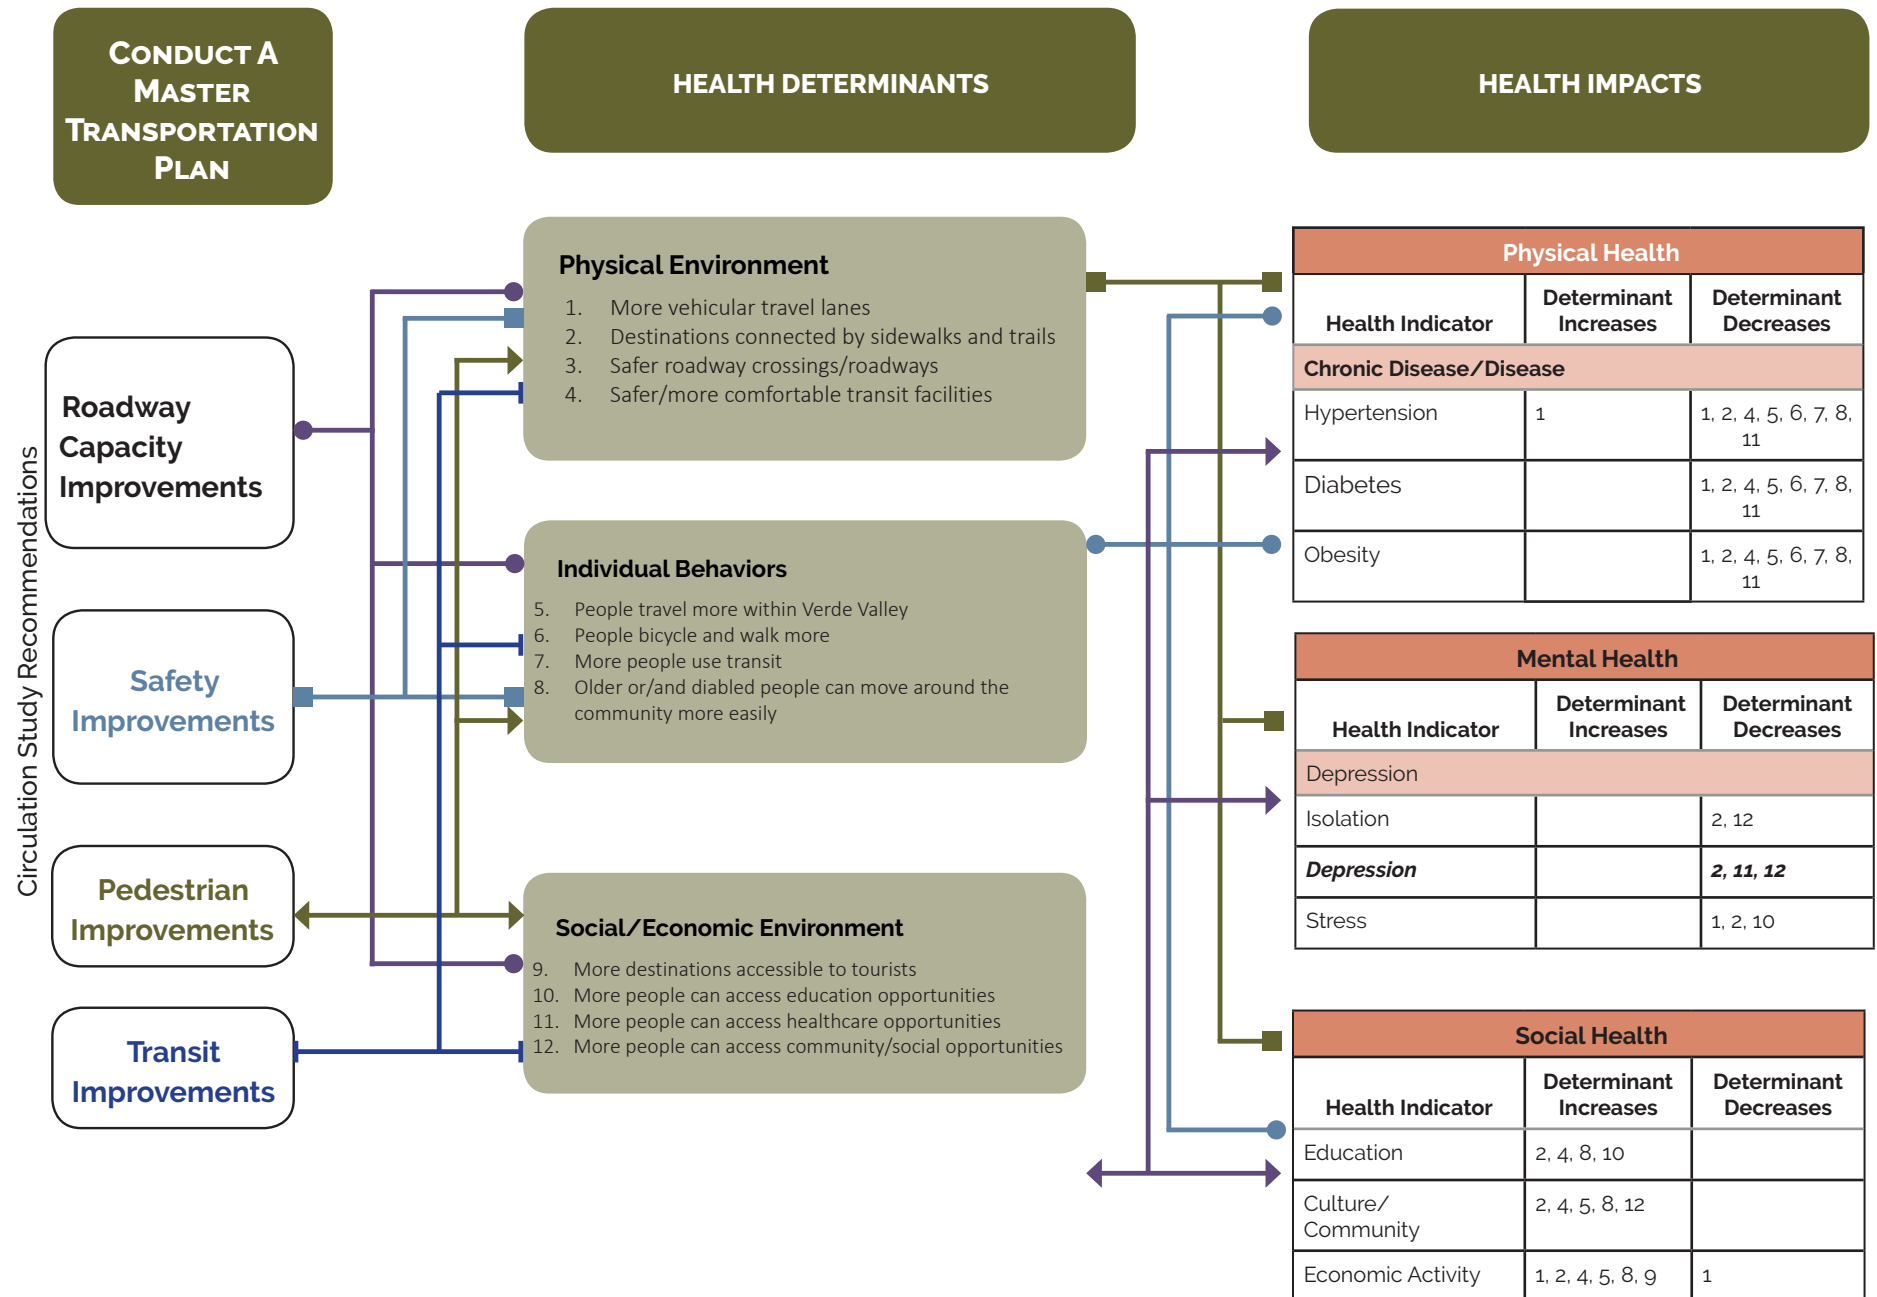 CONDUCT A
MASTER
TRANSPORTATION
PLAN
HEALTH DETERMINANTS
HEALTH IMPACTS
Circulation Study Recommendations
Roadway
Capacity
Improvements
Safety
Improvements
Pedestrian
Improvements
Transit
Improvements
Physical Environment
1. More vehicular travel lanes
2. Destinations connected by sidewalks and trails
3. Safer roadway crossings/roadways
4. Safer/more comfortable transit facilities
Individual Behaviors
5. People travel more within Verde Valley
6. People bicycle and walk more
7. More people use transit
8. Older or/and diabled people can move around the
community more easily
Social/Economic Environment
9. More destinations accessible to tourists
10. More people can access education opportunities
11. More people can access healthcare opportunities
12. More people can access community/social opportunities
Physical Health
Health Indicator Determinant Increases Determinant Decreases
Chronic Disease/Disease
Hypertension 1 1, 2, 4, 5, 6, 7, 8,
11
Diabetes 1, 2, 4, 5, 6, 7, 8,
11
Obesity 1, 2, 4, 5, 6, 7, 8,
11
Mental Health
Health Indicator Determinant Increases Determinant Decreases
Depression
Isolation 2, 12
Depression 2, 11, 12
Stress 1, 2, 10
Social Health
Health Indicator Determinant Increases Determinant Decreases
Education 2, 4, 8, 10
Culture/ 2, 4, 5, 8, 12
Community
Economic Activity 1, 2, 4, 5, 8, 9 1